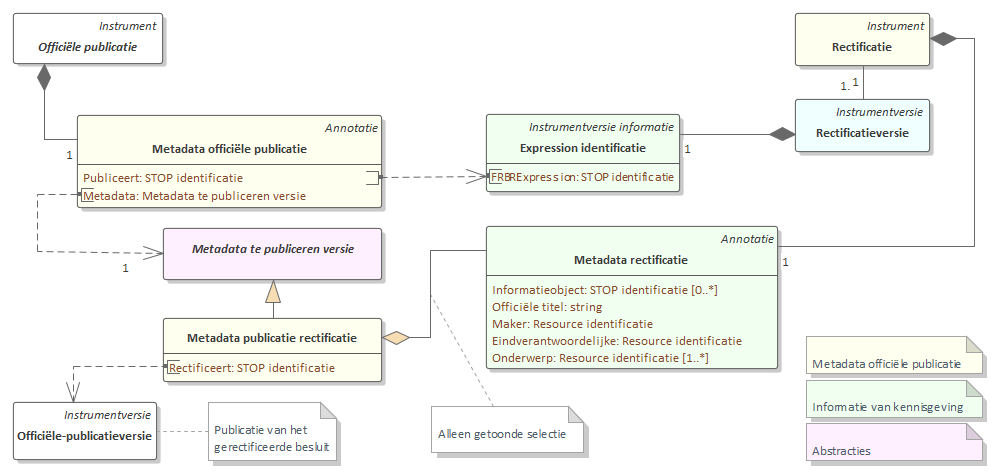 Instrument
Officiële publicatie
Instrument
Rectificatie
1..
1
Instrumentversie
Rectificatieversie
Annotatie
Metadata officiële publicatie
Publiceert: STOP identificatie
Metadata: Metadata te publiceren versie
1
Instrumentversie informatie
Expression identificatie
FRBRExpression: STOP identificatie
1
Metadata te publiceren versie
1
Annotatie
Metadata rectificatie
Informatieobject: STOP identificatie [0..*]
Officiële titel: string
Maker: Resource identificatie
Eindverantwoordelijke: Resource identificatie
Onderwerp: Resource identificatie [1..*]
1
Metadata publicatie rectificatie
Rectificeert: STOP identificatie
Instrumentversie
Officiële-publicatieversie
Publicatie van het
gerectificeerde besluit
Alleen getoonde selectie
Metadata officiële publicatie
Informatie van kennisgeving
Abstracties